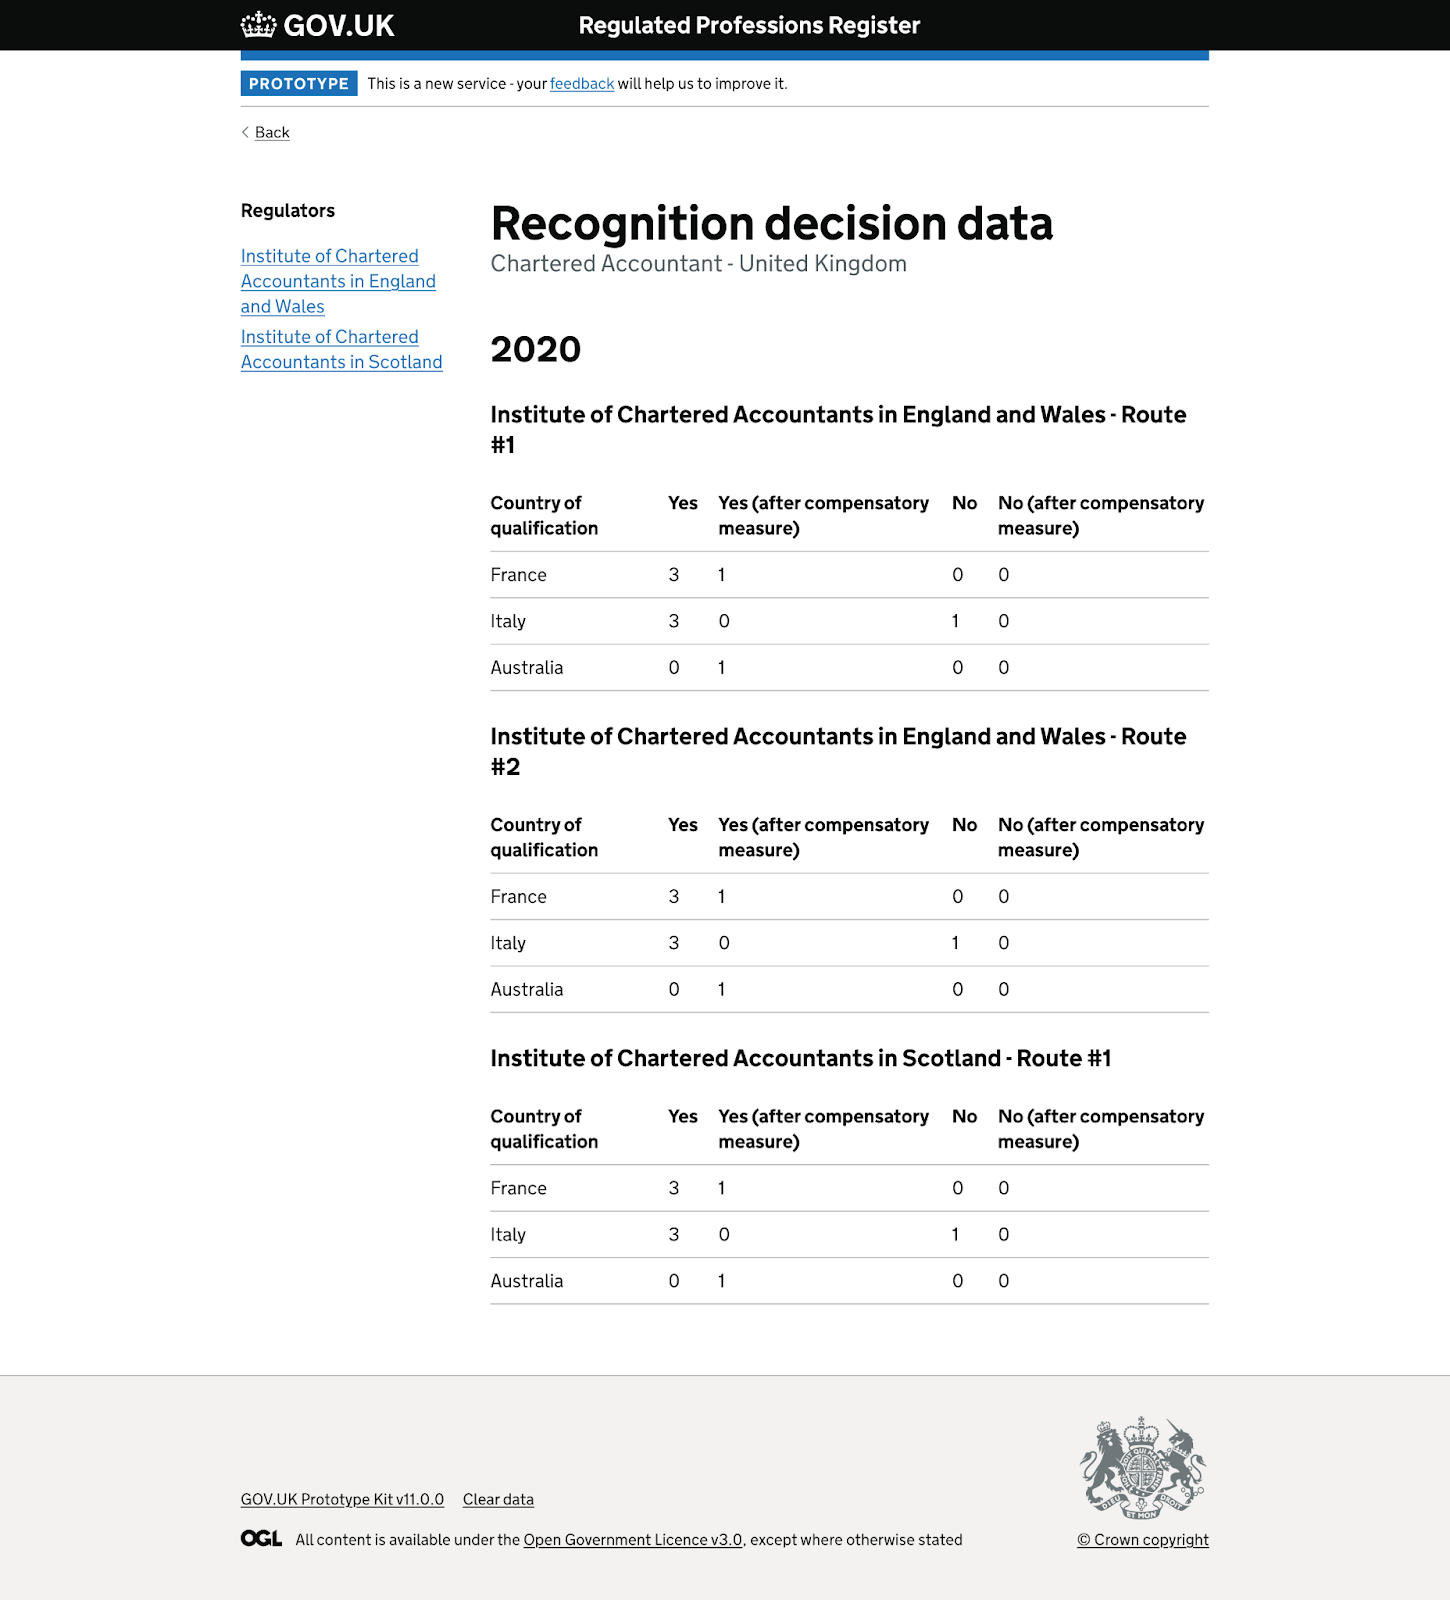 GOV.UK
Regulated Professions Register
PROTOTYPE This is a new service - your feedback will help us to improve it.
Back
Regulators
Institute of Chartered
Accountants in England
and Wales
Institute of Chartered
Accountants in Scotland
Recognition decision data
Chartered Accountant - United Kingdom
2020
Institute of Chartered Accountants in England and Wales - Route
#1
Country of qualification Yes Yes (after compensatory measure) No No (after compensatory measure)
France 3 1 0 0
Italy 3 0 1 0
Australia 0 1 0 0
Institute of Chartered Accountants in England and Wales - Route
#2
Country of qualification Yes Yes (after compensatory measure) No No (after compensatory measure)
France 3 1 0 0
Italy 3 0 1 0
Australia 0 1 0 0
Institute of Chartered Accountants in Scotland - Route #1
Country of qualification Yes Yes (after compensatory measure) No No (after compensatory measure)
France 3 1 0 0
Italy 3 0 1 0
Australia 0 1 0 0
GOV.UK Prototype Kit v11.0.0 Clear data
OGL All content is available under the Open Government Licence v3.0, except where otherwise stated
© Crown copyright